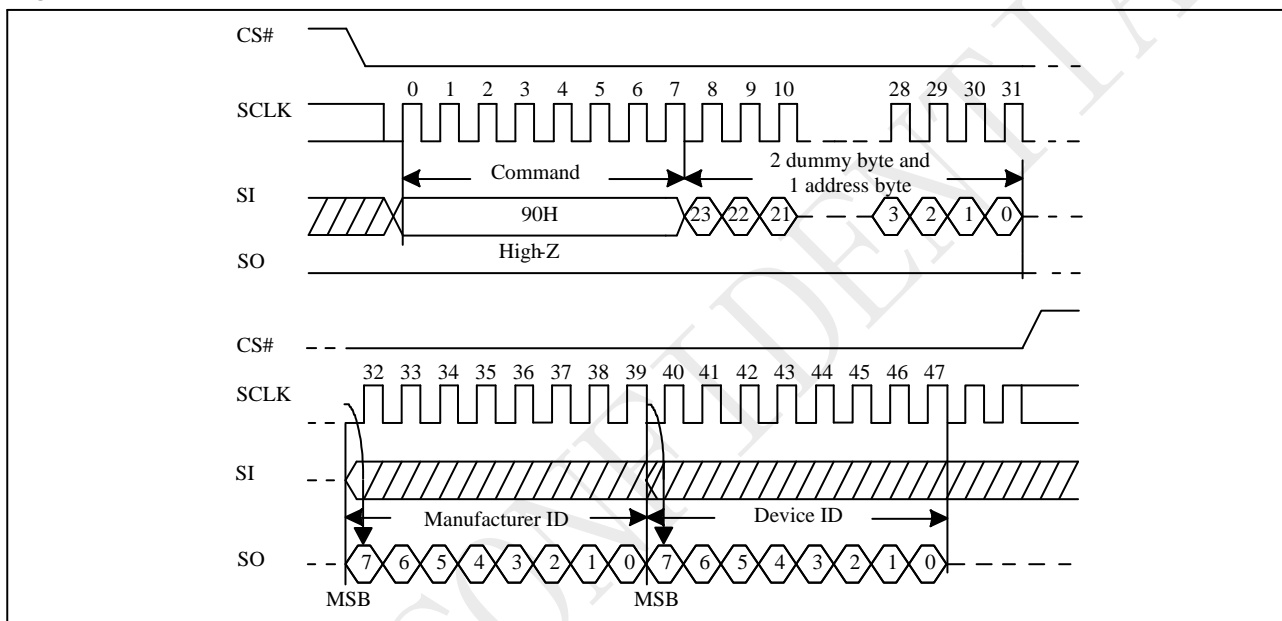 CS#
0 1 2 3 4 5 6 7 8 9 10 28 29 30 31
SCLK
Command
2 dummy byte and
1 address byte
SI
90H
23 22 21 3 2 1 0
High-Z
SO
CS#
32 33 34 35 36 37 38 39 40 41 42 43 44 45 46 47
SCLK
SI
Manufacturer ID
Device ID
SO
7 6 5 4 3 2 1 0 7 6 5 4 3 2 1 0
MSB
MSB
CONFIDENTIA